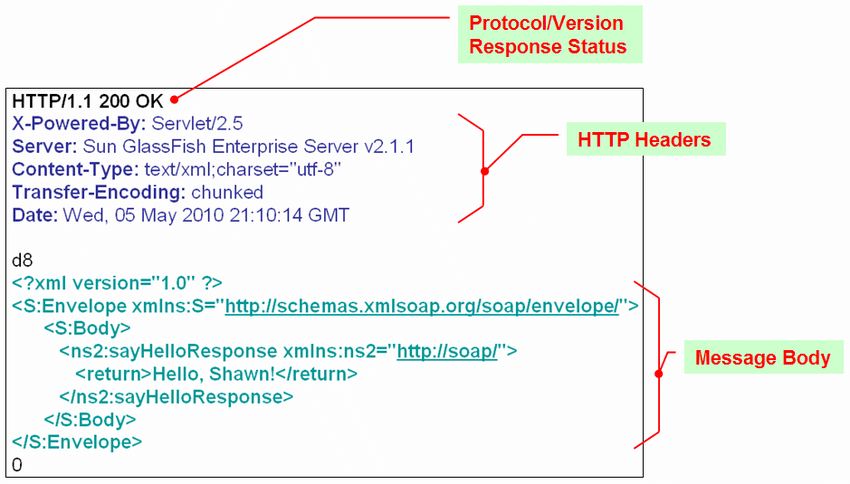 Protocol/Version
Response Status
HTTP/1.1 200 OK
X-Powered-By: Servlet/2.5
Server: Sun GlassFish Enterprise Server v2.1.1
Content-Type: text/xml;charset="utf-8"
Transfer-Encoding: chunked
Date: Wed, 05 May 2010 21:10:14 GMT
HTTP Headers
d8
<?xml version="1.0" ?>
<S:Envelope xmlns:S="http://schemas.xmlsoap.org/soap/envelope/">
<S:Body>
<ns2:sayHelloResponse xmlns:ns2="http://soap/">
<return>Hello, Shawn!</return>
</ns2:sayHelloResponse>
</S:Body>
</S:Envelope>
0
Message Body